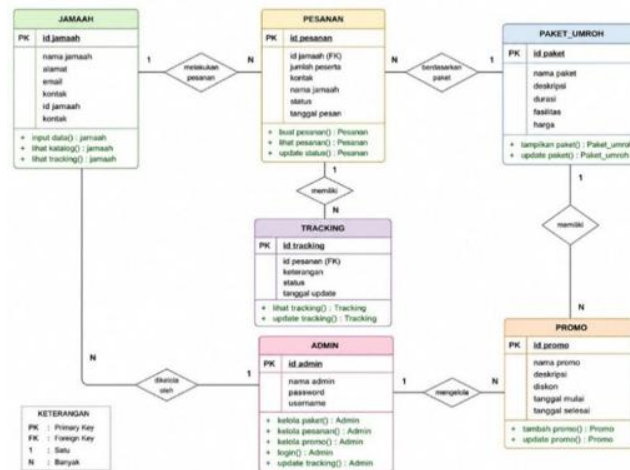 JAMAAH
PK id jamaah
nama jamaah
alamat
email
kontak
id jamaah
kontak
+ input data() : jamaah
+ lihat katalog() : jamaah
+ lihat tracking() : jamaah
1
melakukan
pesanan
N
PESANAN
PK id pesanan
id jamaah (FK)
jumlah peserta
kontak
nama jamaah
status
tanggal pesan
+ buat pesanan() : Pesanan
+ lihat pesanan() : Pesanan
+ update status() : Pesanan
N
berdasarkan
paket
1
PAKET_UMROH
PK id paket
nama paket
deskripsi
durasi
fasilitas
harga
+ tampilkan paket() : Paket_umroh
+ update paket() : Paket_umroh
1
memiliki
N
TRACKING
PK id tracking
id pesanan (FK)
keterangan
status
tanggal update
+ lihat tracking() : Tracking
+ update tracking() : Tracking
1
memiliki
N
PROMO
PK id promo
nama promo
deskripsi
diskon
tanggal mulai
tanggal selesai
+ tambah promo() : Promo
+ update promo() : Promo
N
dikelola
oleh
1
ADMIN
PK id admin
nama admin
password
username
+ kelola paket() : Admin
+ kelola pesanan() : Admin
+ kelola promo() : Admin
+ login() : Admin
+ update tracking() : Admin
1
mengelola
N
KETERANGAN
PK : Primary Key
FK : Foreign Key
1 : Satu
N : Banyak